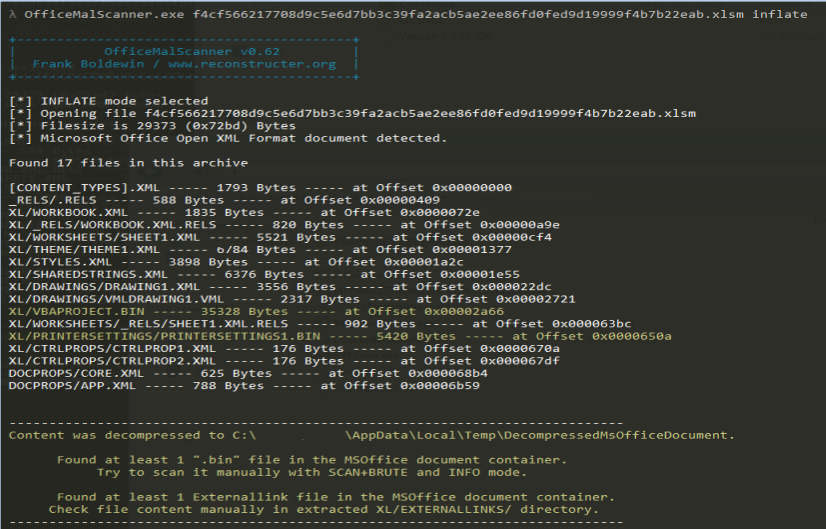 λ OfficeMalScanner.exe f4cf566217708d9c5e6d7bb3c39fa2acb5ae2ee86fd0fed9d19999f4b7b22eab.xlsm inflate
+------------------------------------------+
| OfficeMalScanner v0.62 |
| Frank Boldewin / www.reconstructer.org |
+------------------------------------------+
[*] INFLATE mode selected
[*] Opening file f4cf566217708d9c5e6d7bb3c39fa2acb5ae2ee86fd0fed9d19999f4b7b22eab.xlsm
[*] Filesize is 29373 (0x72bd) Bytes
[*] Microsoft Office Open XML Format document detected.
Found 17 files in this archive
[CONTENT_TYPES].XML ----- 1793 Bytes ----- at Offset 0x00000000
_RELS/.RELS ----- 588 Bytes ----- at Offset 0x00000409
XL/WORKBOOK.XML ----- 1835 Bytes ----- at Offset 0x0000072e
XL/_RELS/WORKBOOK.XML.RELS ----- 820 Bytes ----- at Offset 0x00000a9e
XL/WORKSHEETS/SHEET1.XML ----- 5521 Bytes ----- at Offset 0x00000cf4
XL/THEME/THEME1.XML ----- 6784 Bytes ----- at Offset 0x00001377
XL/STYLES.XML ----- 3898 Bytes ----- at Offset 0x00001a2c
XL/SHAREDSTRINGS.XML ----- 6376 Bytes ----- at Offset 0x00001e55
XL/DRAWINGS/DRAWING1.XML ----- 3556 Bytes ----- at Offset 0x000022dc
XL/DRAWINGS/VMLDRAWING1.VML ----- 2317 Bytes ----- at Offset 0x00002721
XL/VBAPROJECT.BIN ----- 35328 Bytes ----- at Offset 0x00002a66
XL/WORKSHEETS/_RELS/SHEET1.XML.RELS ----- 902 Bytes ----- at Offset 0x000063bc
XL/PRINTERSETTINGS/PRINTERSETTINGS1.BIN ----- 5420 Bytes ----- at Offset 0x0000650a
XL/CTRLPROPS/CTRLPROP1.XML ----- 176 Bytes ----- at Offset 0x0000670a
XL/CTRLPROPS/CTRLPROP2.XML ----- 176 Bytes ----- at Offset 0x000067df
DOCPROPS/CORE.XML ----- 625 Bytes ----- at Offset 0x000068b4
DOCPROPS/APP.XML ----- 788 Bytes ----- at Offset 0x00006b59
-----------------------------------------------------------------------------
Content was decompressed to C:\ \AppData\Local\Temp\DecompressedMsOfficeDocument.
Found at least 1 ".bin" file in the MSOffice document container.
Try to scan it manually with SCAN+BRUTE and INFO mode.
Found at least 1 Externallink file in the MSOffice document container.
Check file content manually in extracted XL/EXTERNALLINKS/ directory.
-----------------------------------------------------------------------------